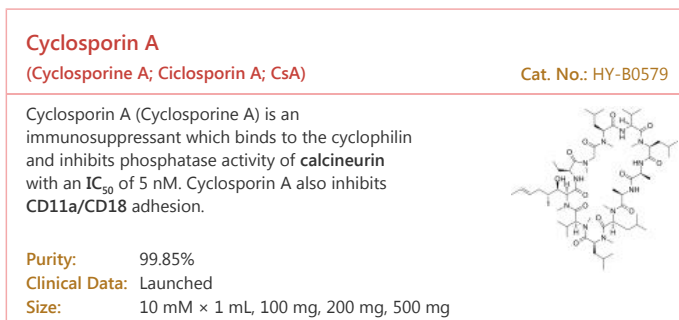 Cyclosporin A
(Cyclosporine A; Ciclosporin A; CsA) Cat. No.: HY-B0579
Cyclosporin A (Cyclosporine A) is an
immunosuppressant which binds to the cyclophilin
and inhibits phosphatase activity of calcineurin
with an IC50 of 5 nM. Cyclosporin A also inhibits
CD11a/CD18 adhesion.
Purity: 99.85%
Clinical Data: Launched
Size: 10 mM × 1 mL, 100 mg, 200 mg, 500 mg